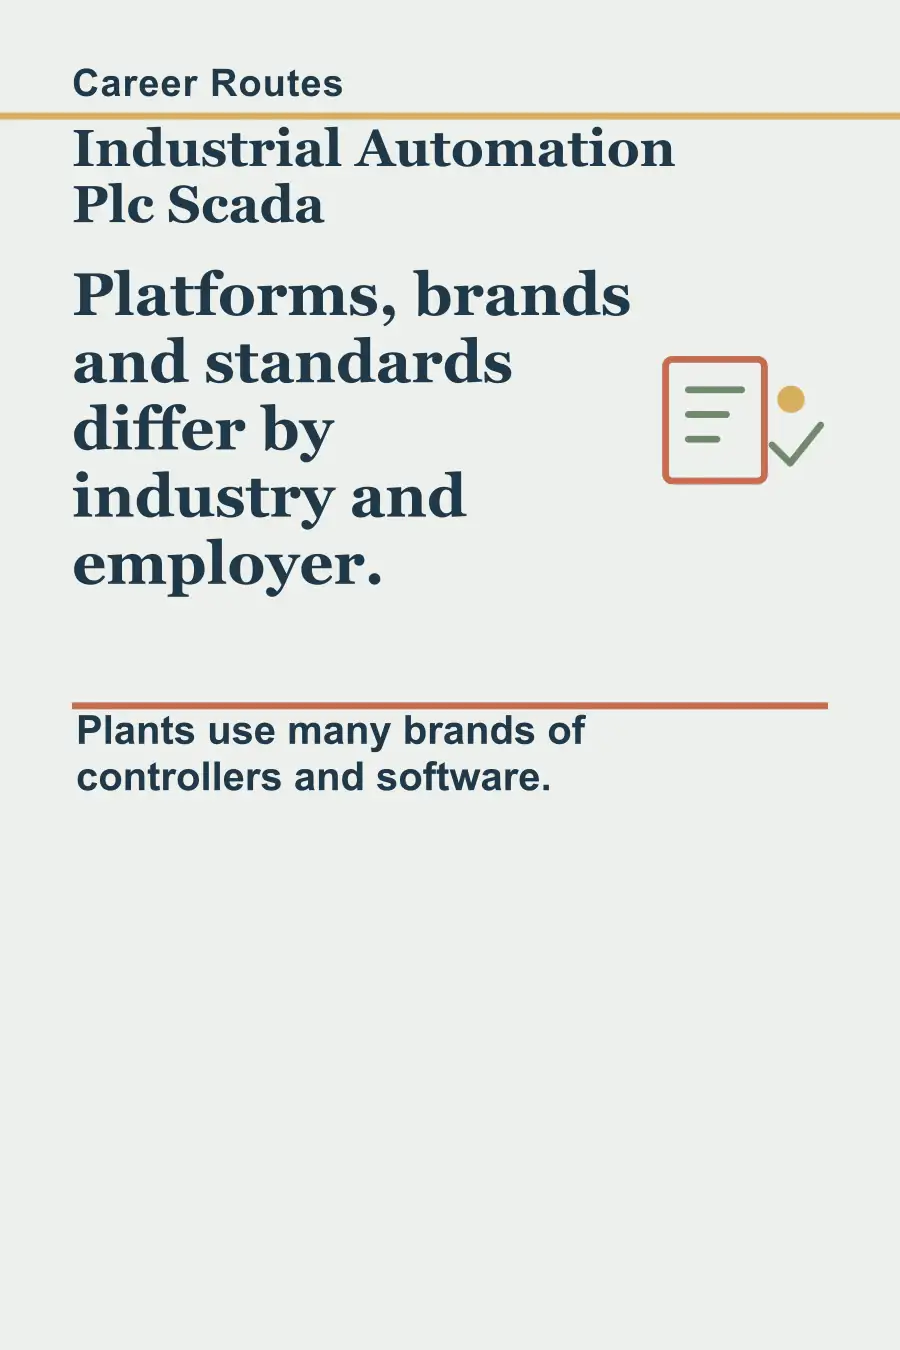 Career Routes
Industrial Automation
Plc Scada
Platforms, brands
and standards
differ by
industry and
employer.
Plants use many brands of
controllers and software.